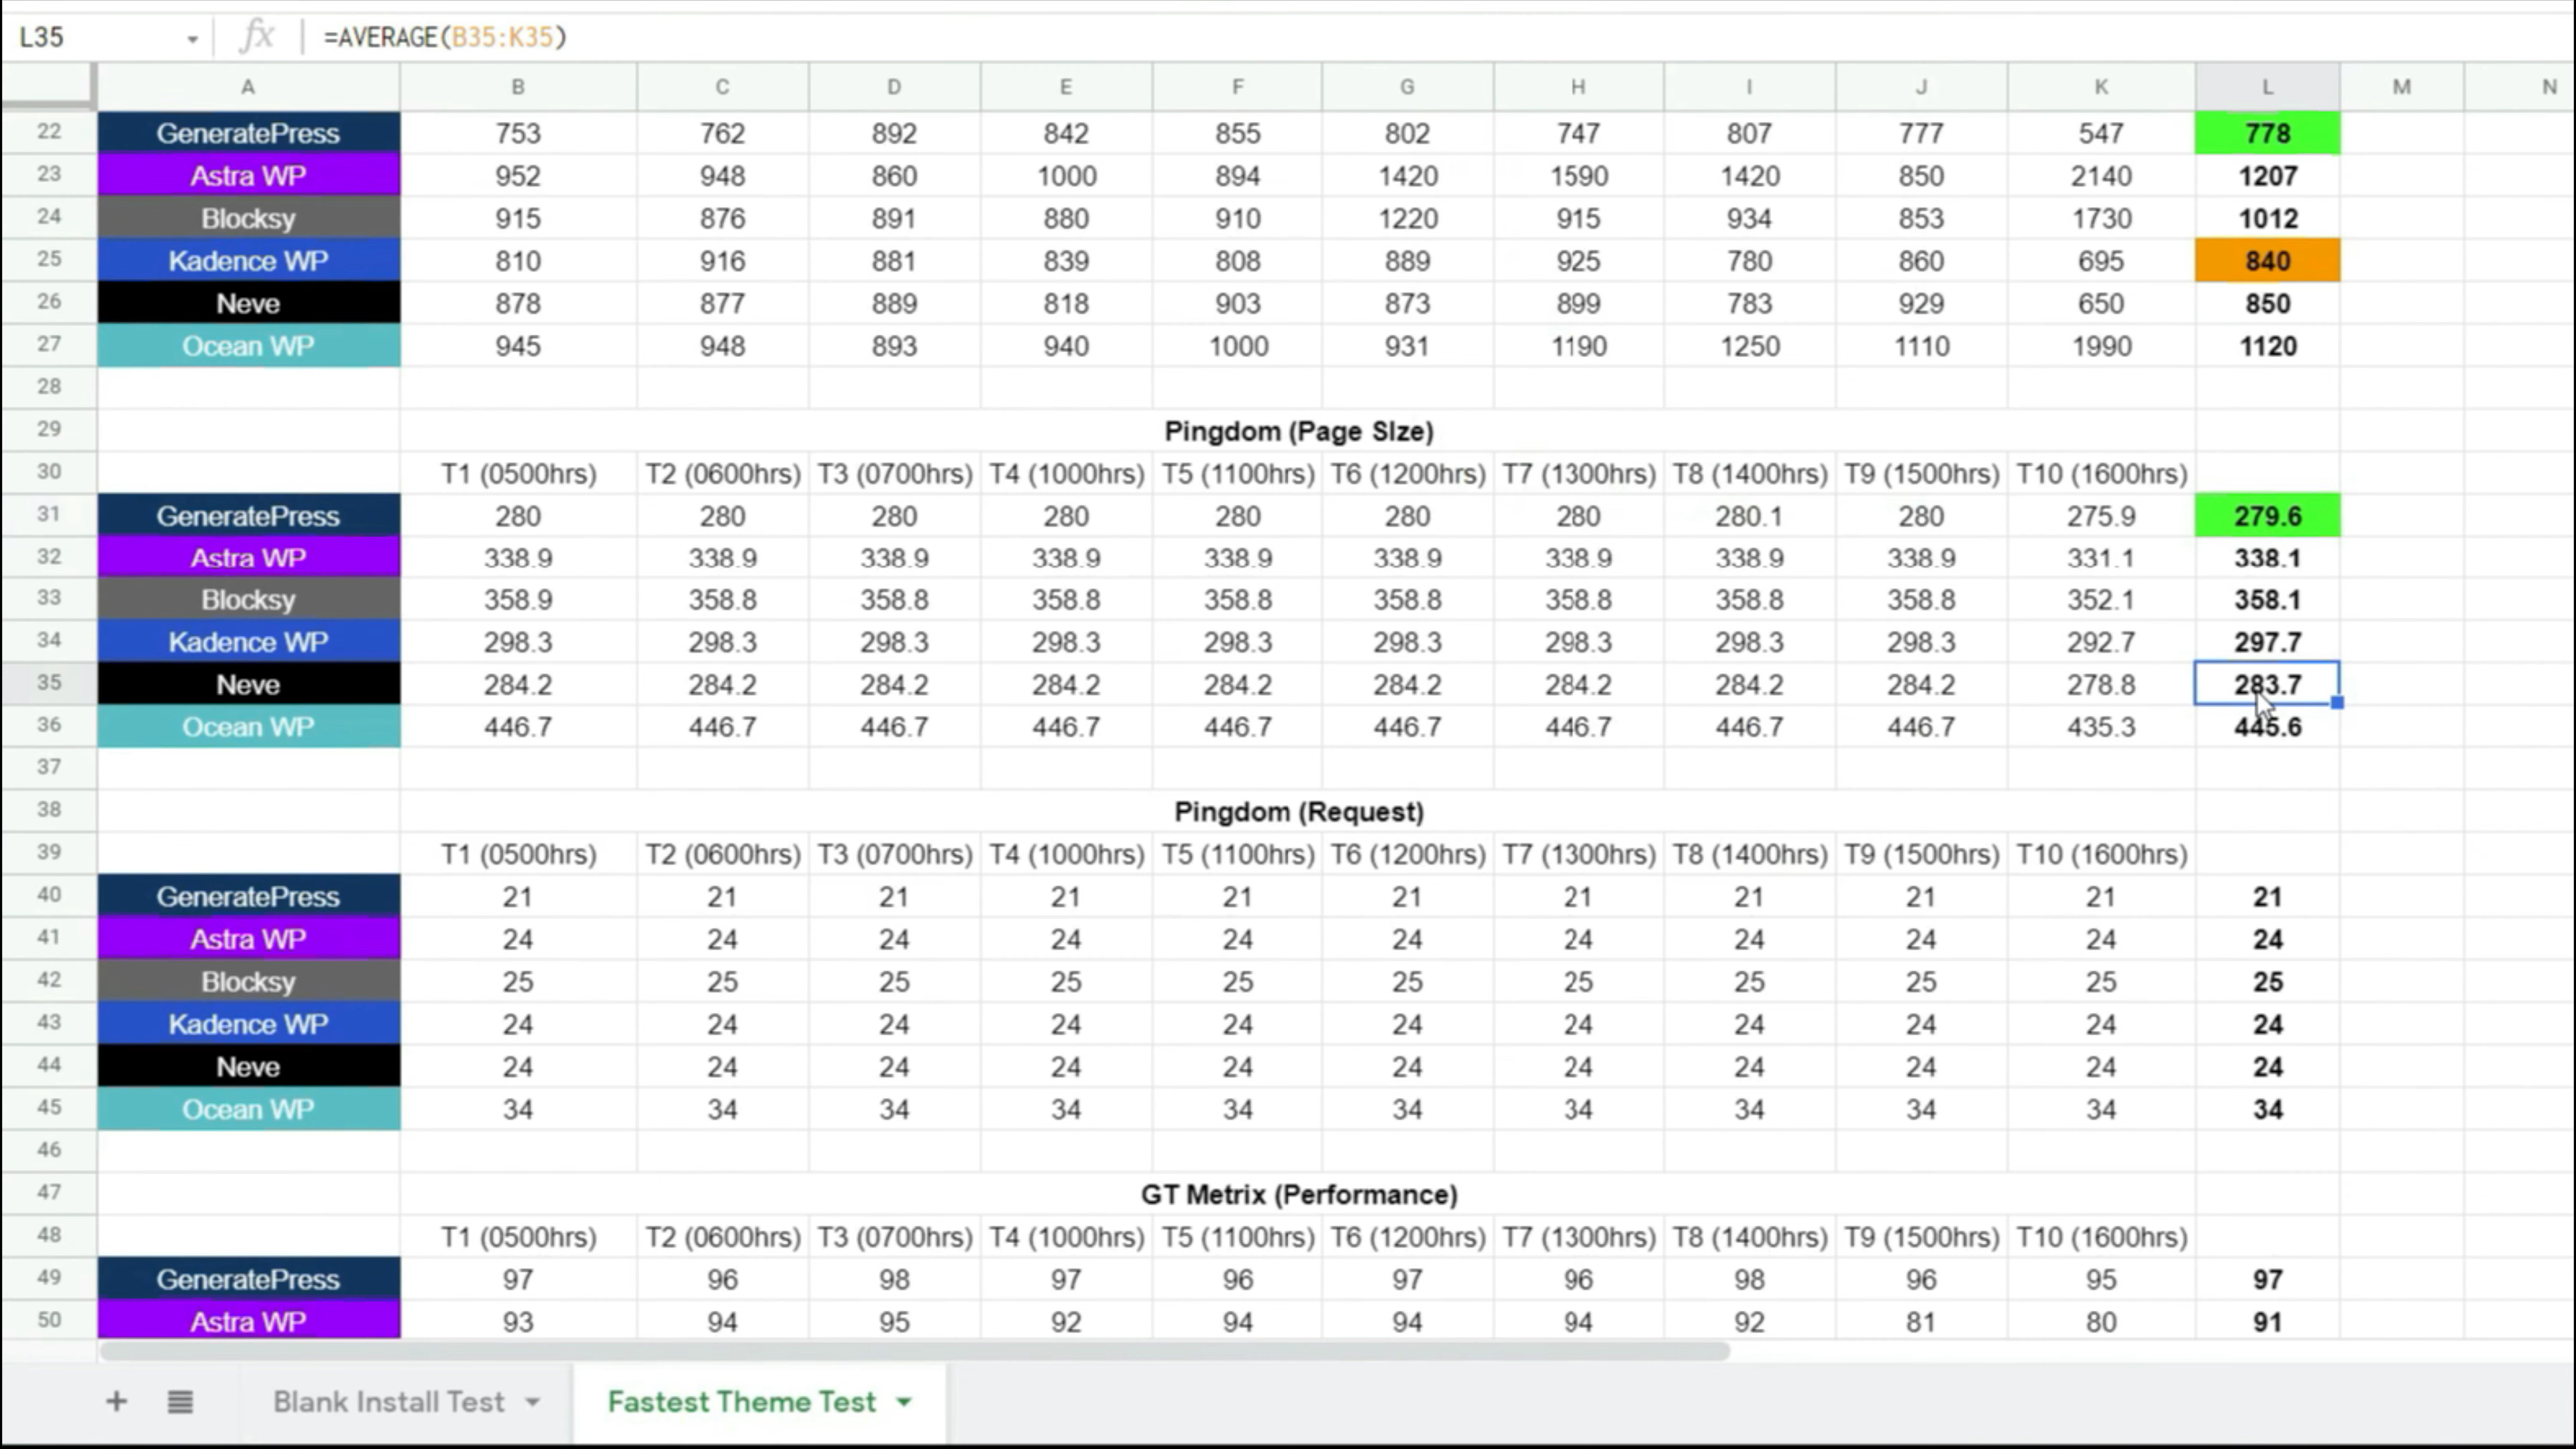 L35 fx =AVERAGE(B35:K35)
A B C D E F G H I J K L M N
22 GeneratePress 753 762 892 842 855 802 747 807 777 547 778
23 Astra WP 952 948 860 1000 894 1420 1590 1420 850 2140 1207
24 Blocksy 915 876 891 880 910 1220 915 934 853 1730 1012
25 Kadence WP 810 916 881 839 808 889 925 780 860 695 840
26 Neve 878 877 889 818 903 873 899 783 929 650 850
27 Ocean WP 945 948 893 940 1000 931 1190 1250 1110 1990 1120
28
29 Pingdom (Page SIze)
30 T1 (0500hrs) T2 (0600hrs) T3 (0700hrs) T4 (1000hrs) T5 (1100hrs) T6 (1200hrs) T7 (1300hrs) T8 (1400hrs) T9 (1500hrs) T10 (1600hrs)
31 GeneratePress 280 280 280 280 280 280 280 280.1 280 275.9 279.6
32 Astra WP 338.9 338.9 338.9 338.9 338.9 338.9 338.9 338.9 338.9 331.1 338.1
33 Blocksy 358.9 358.8 358.8 358.8 358.8 358.8 358.8 358.8 358.8 352.1 358.1
34 Kadence WP 298.3 298.3 298.3 298.3 298.3 298.3 298.3 298.3 298.3 292.7 297.7
35 Neve 284.2 284.2 284.2 284.2 284.2 284.2 284.2 284.2 284.2 278.8 283.7
36 Ocean WP 446.7 446.7 446.7 446.7 446.7 446.7 446.7 446.7 446.7 435.3 445.6
37
38 Pingdom (Request)
39 T1 (0500hrs) T2 (0600hrs) T3 (0700hrs) T4 (1000hrs) T5 (1100hrs) T6 (1200hrs) T7 (1300hrs) T8 (1400hrs) T9 (1500hrs) T10 (1600hrs)
40 GeneratePress 21 21 21 21 21 21 21 21 21 21 21
41 Astra WP 24 24 24 24 24 24 24 24 24 24 24
42 Blocksy 25 25 25 25 25 25 25 25 25 25 25
43 Kadence WP 24 24 24 24 24 24 24 24 24 24 24
44 Neve 24 24 24 24 24 24 24 24 24 24 24
45 Ocean WP 34 34 34 34 34 34 34 34 34 34 34
46
47 GT Metrix (Performance)
48 T1 (0500hrs) T2 (0600hrs) T3 (0700hrs) T4 (1000hrs) T5 (1100hrs) T6 (1200hrs) T7 (1300hrs) T8 (1400hrs) T9 (1500hrs) T10 (1600hrs)
49 GeneratePress 97 96 98 97 96 97 96 98 96 95 97
50 Astra WP 93 94 95 92 94 94 94 92 81 80 91
Blank Install Test Fastest Theme Test